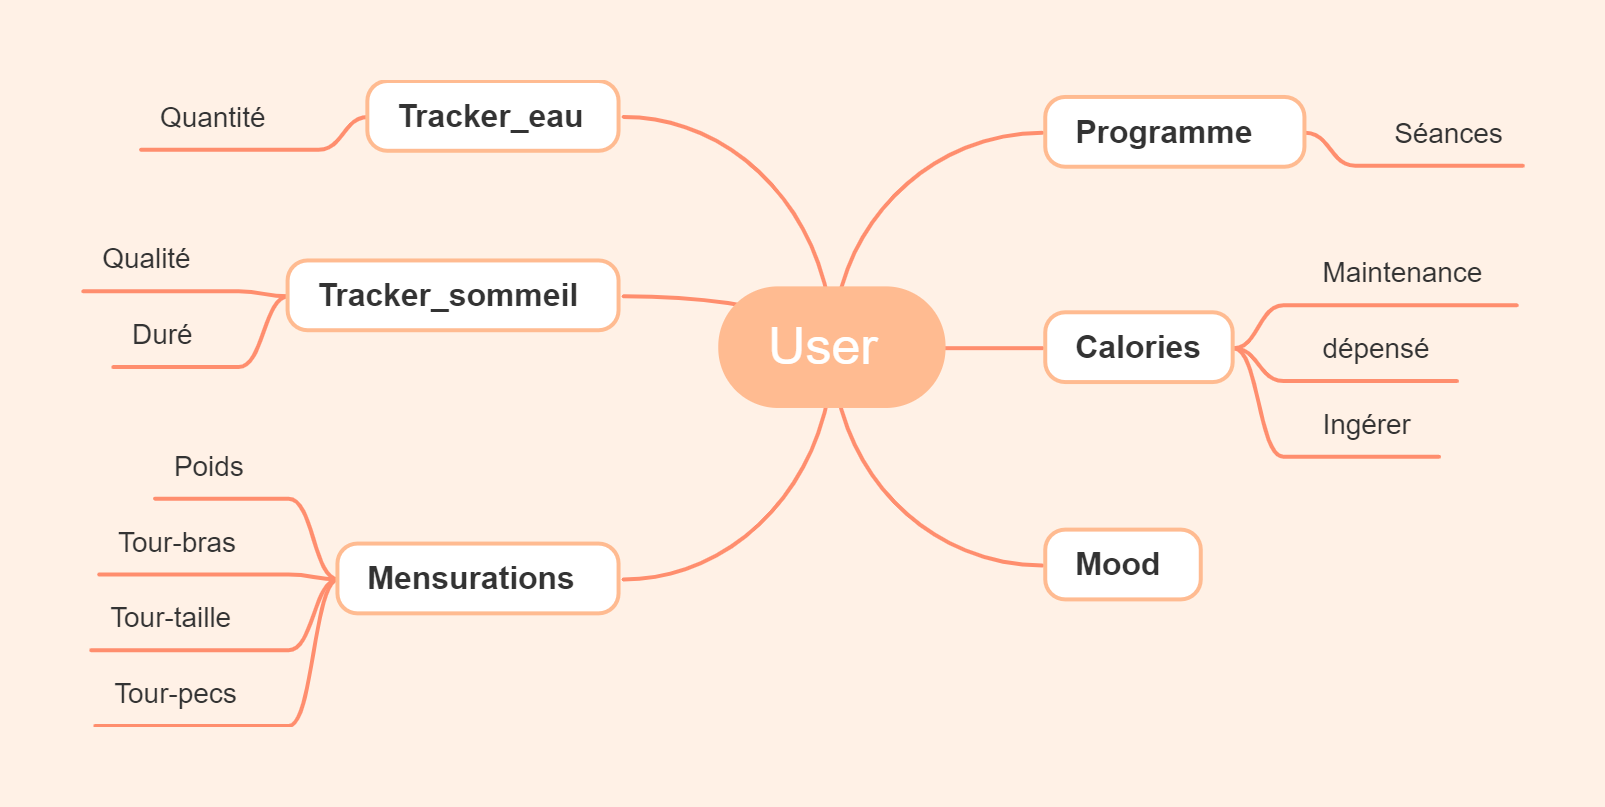 User
Tracker_eau
Quantité
Tracker_sommeil
Qualité
Duré
Mensurations
Poids
Tour-bras
Tour-taille
Tour-pecs
Programme
Séances
Calories
Maintenance
dépensé
Ingérer
Mood